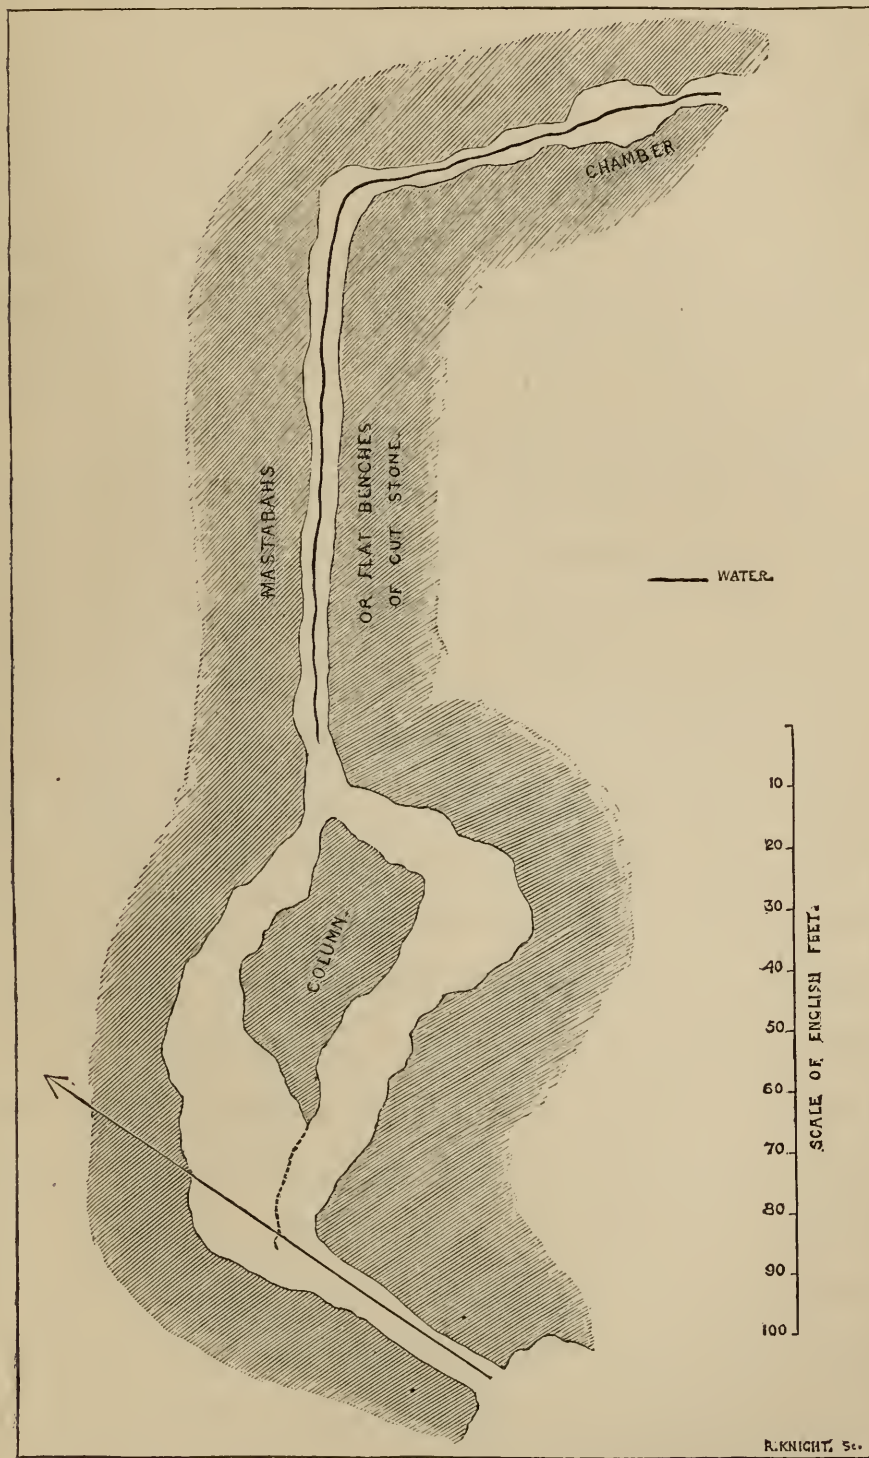 CHAMBER.
MASTABAHS
OR FLAT BENCHES
OF CUT STONE.
WATER.
COLUMN.
10
20
30
40
50
60
70
80
90
100
SCALE OF ENGLISH FEET.
R. KNIGHT. Sc.